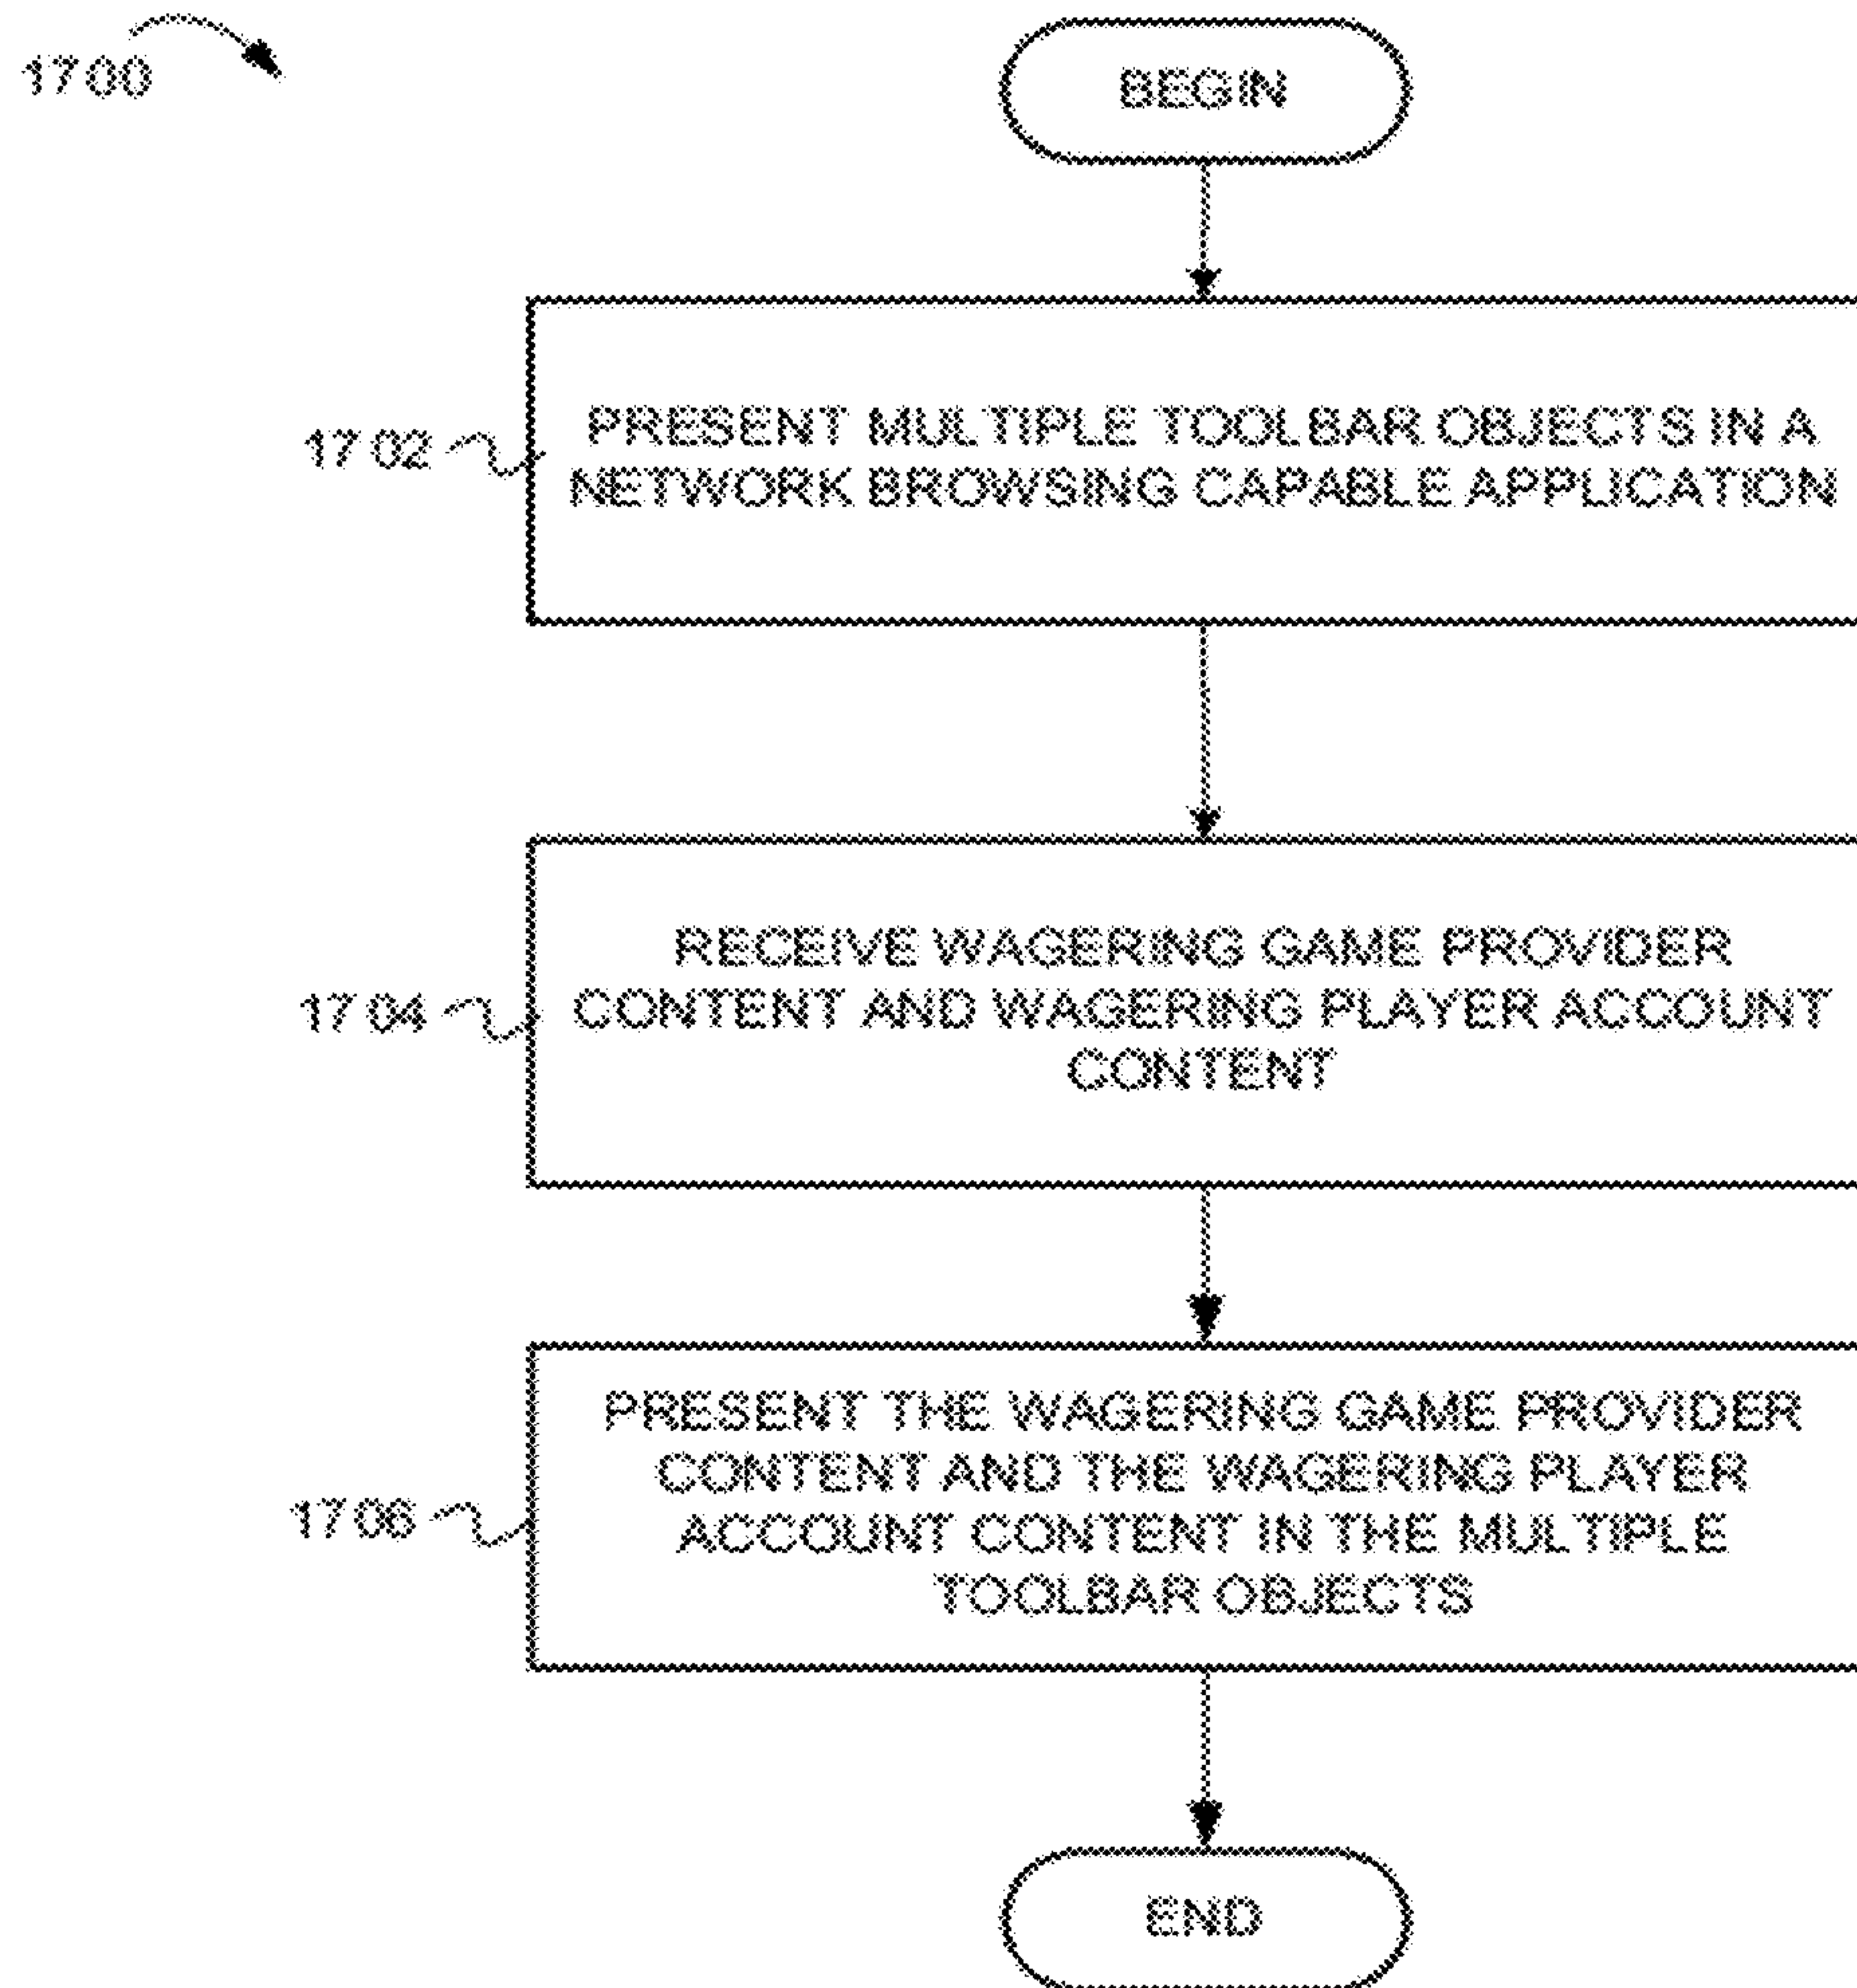 1700
BEGIN
1702
PRESENT MULTIPLE TOOLBAR OBJECTS IN A
NETWORK BROWSING CAPABLE APPLICATION
1704
RECEIVE WAGERING GAME PROVIDER
CONTENT AND WAGERING PLAYER ACCOUNT
CONTENT
1706
PRESENT THE WAGERING GAME PROVIDER
CONTENT AND THE WAGERING PLAYER
ACCOUNT CONTENT IN THE MULTIPLE
TOOLBAR OBJECTS
END